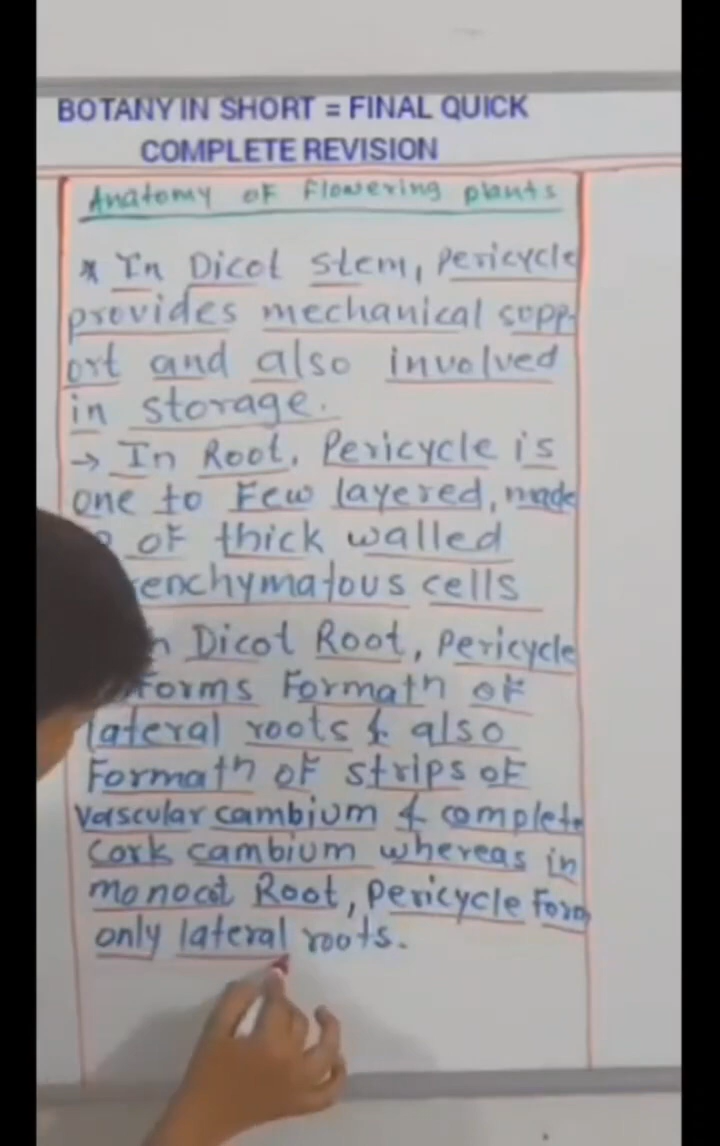 BOTANY IN SHORT = FINAL QUICK
COMPLETE REVISION
Anatomy of Flowering plants
* In Dicot Stem, Pericycle
provides mechanical supp-
ort and also involved
in storage.
→ In Root, Pericycle is
one to Few layered, made
of thick walled
enchymatous cells
Dicot Root, Pericycle
Forms Formatn of
lateral roots & also
Formatn of strips of
vascular cambium & complete
Cork cambium whereas in
monocot Root, Pericycle Form
only lateral roots.